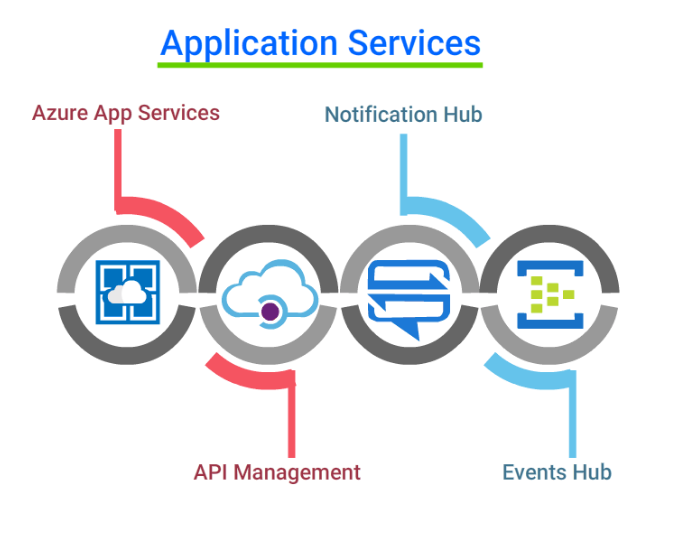 Application Services
Azure App Services
Notification Hub
API Management
Events Hub